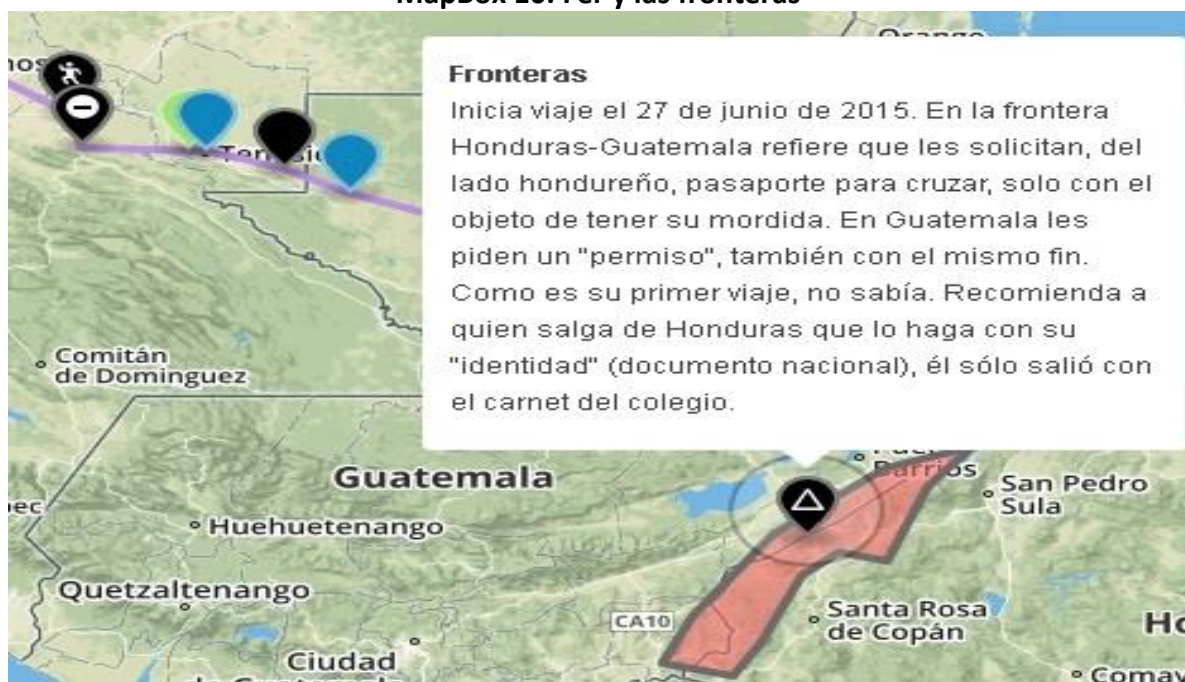 Fronteras
Inicia viaje el 27 de junio de 2015. En la frontera
Honduras-Guatemala refiere que les solicitan, del
lado hondureño, pasaporte para cruzar, solo con el
objeto de tener su mordida. En Guatemala les
piden un "permiso", también con el mismo fin.
Como es su primer viaje, no sabía. Recomienda a
quien salga de Honduras que lo haga con su
"identidad" (documento nacional), él sólo salió con
el carnet del colegio.
Comitán
de Dominguez
Guatemala
Barrios
San Pedro
Sula
Huehuetenango
Quetzaltenango
CA10
Santa Rosa
de Copán
Ciudad